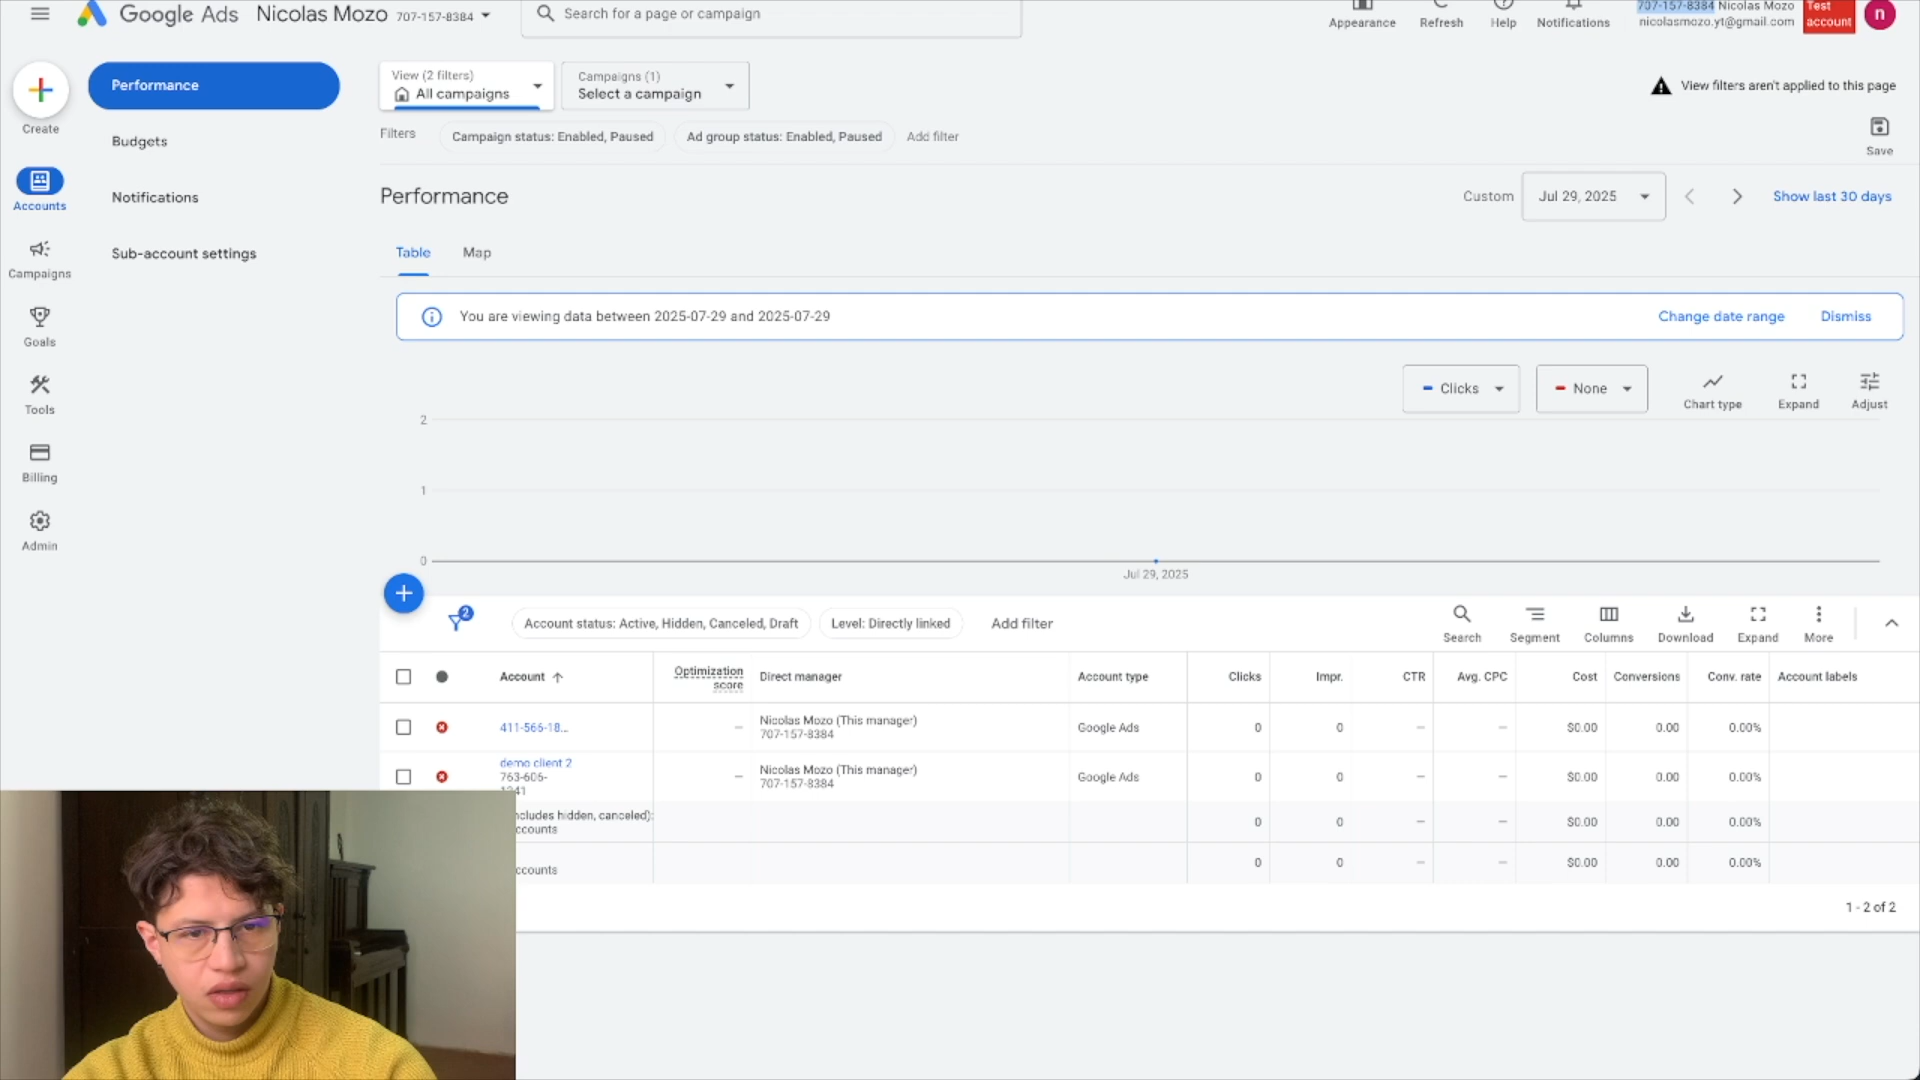 Google Ads
Nicolas Mozo 707-157-8384
Search for a page or campaign
Appearance
Refresh
Help
Notifications
707-157-8384 Nicolas Mozo
nicolasmozo.yt@gmail.com
Test
account
n
Create
Accounts
Campaigns
Goals
Tools
Billing
Admin
Performance
Budgets
Notifications
Sub-account settings
View (2 filters)
All campaigns
Campaigns (1)
Select a campaign
View filters aren't applied to this page
Filters
Campaign status: Enabled, Paused
Ad group status: Enabled, Paused
Add filter
Save
Performance
Custom
Jul 29, 2025
Show last 30 days
Table
Map
You are viewing data between 2025-07-29 and 2025-07-29
Change date range
Dismiss
Clicks
None
Chart type
Expand
Adjust
2
1
0
Jul 29, 2025
2
Account status: Active, Hidden, Canceled, Draft
Level: Directly linked
Add filter
Search
Segment
Columns
Download
Expand
More
Account
Optimization
score
Direct manager
Account type
Clicks
Impr.
CTR
Avg. CPC
Cost
Conversions
Conv. rate
Account labels
411-566-18...
–
Nicolas Mozo (This manager)
707-157-8384
Google Ads
0
0
–
–
$0.00
0.00
0.00%
demo client 2
763-606-
–
Nicolas Mozo (This manager)
707-157-8384
Google Ads
0
0
–
–
$0.00
0.00
0.00%
ncludes hidden, canceled):
ccounts
0
0
–
–
$0.00
0.00
0.00%
ccounts
0
0
–
–
$0.00
0.00
0.00%
1 - 2 of 2